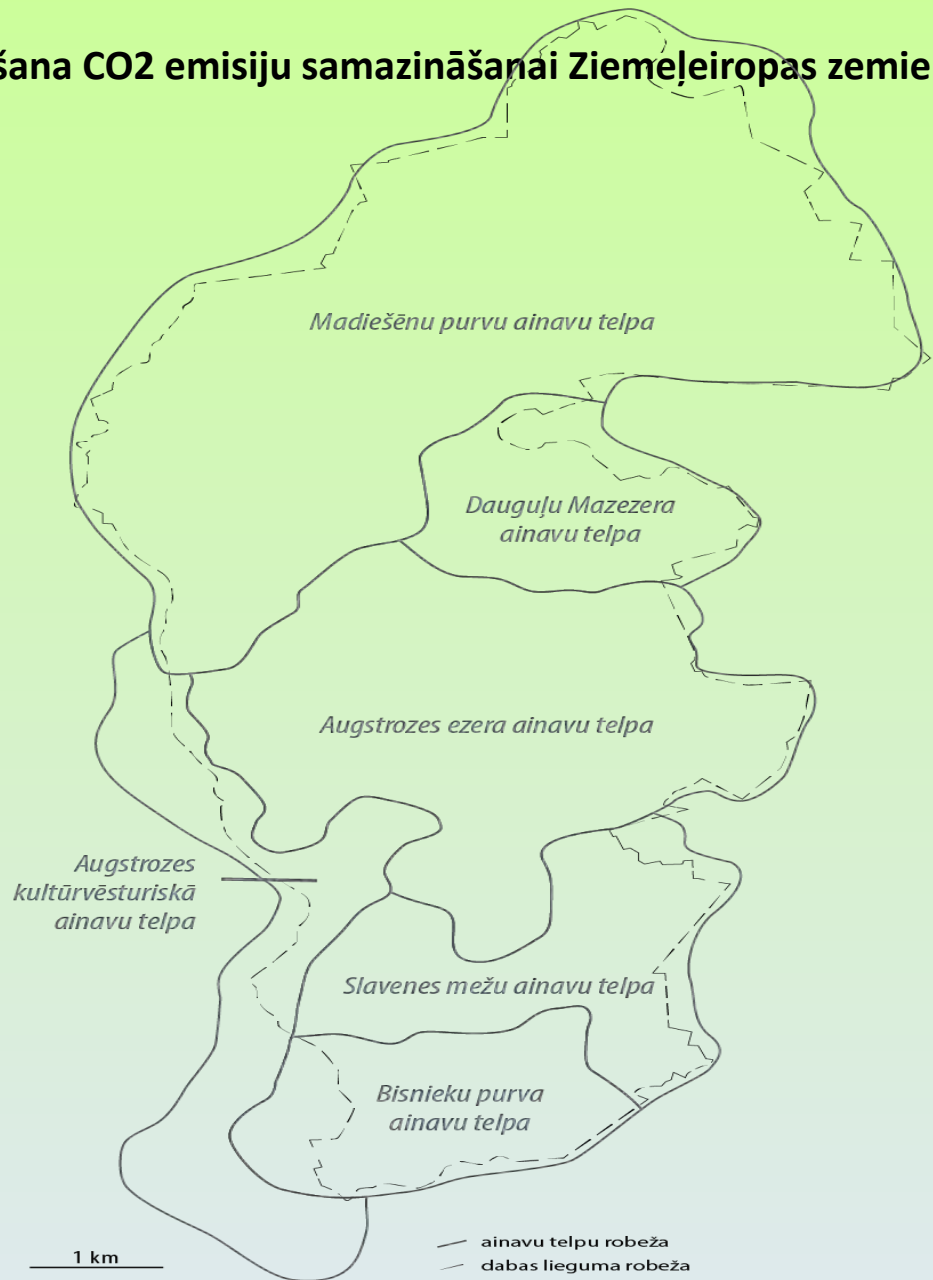 šana CO2 emisiju samazināšanai Ziemeļeiropas zemie
Madiešēnu purvu ainavu telpa
Dauguļu Mazezera
ainavu telpa
Augstrozes ezera ainavu telpa
Augstrozes
kultūrvēsturiskā
ainavu telpa
Slavenes mežu ainavu telpa
Bisnieku purva
ainavu telpa
1 km
ainavu telpu robeža
dabas lieguma robeža